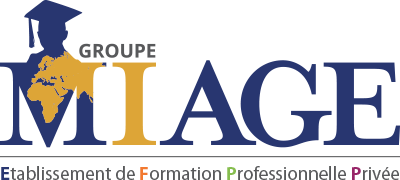 GROUPE
MIAGE
Etablissement de Formation Professionnelle Privée